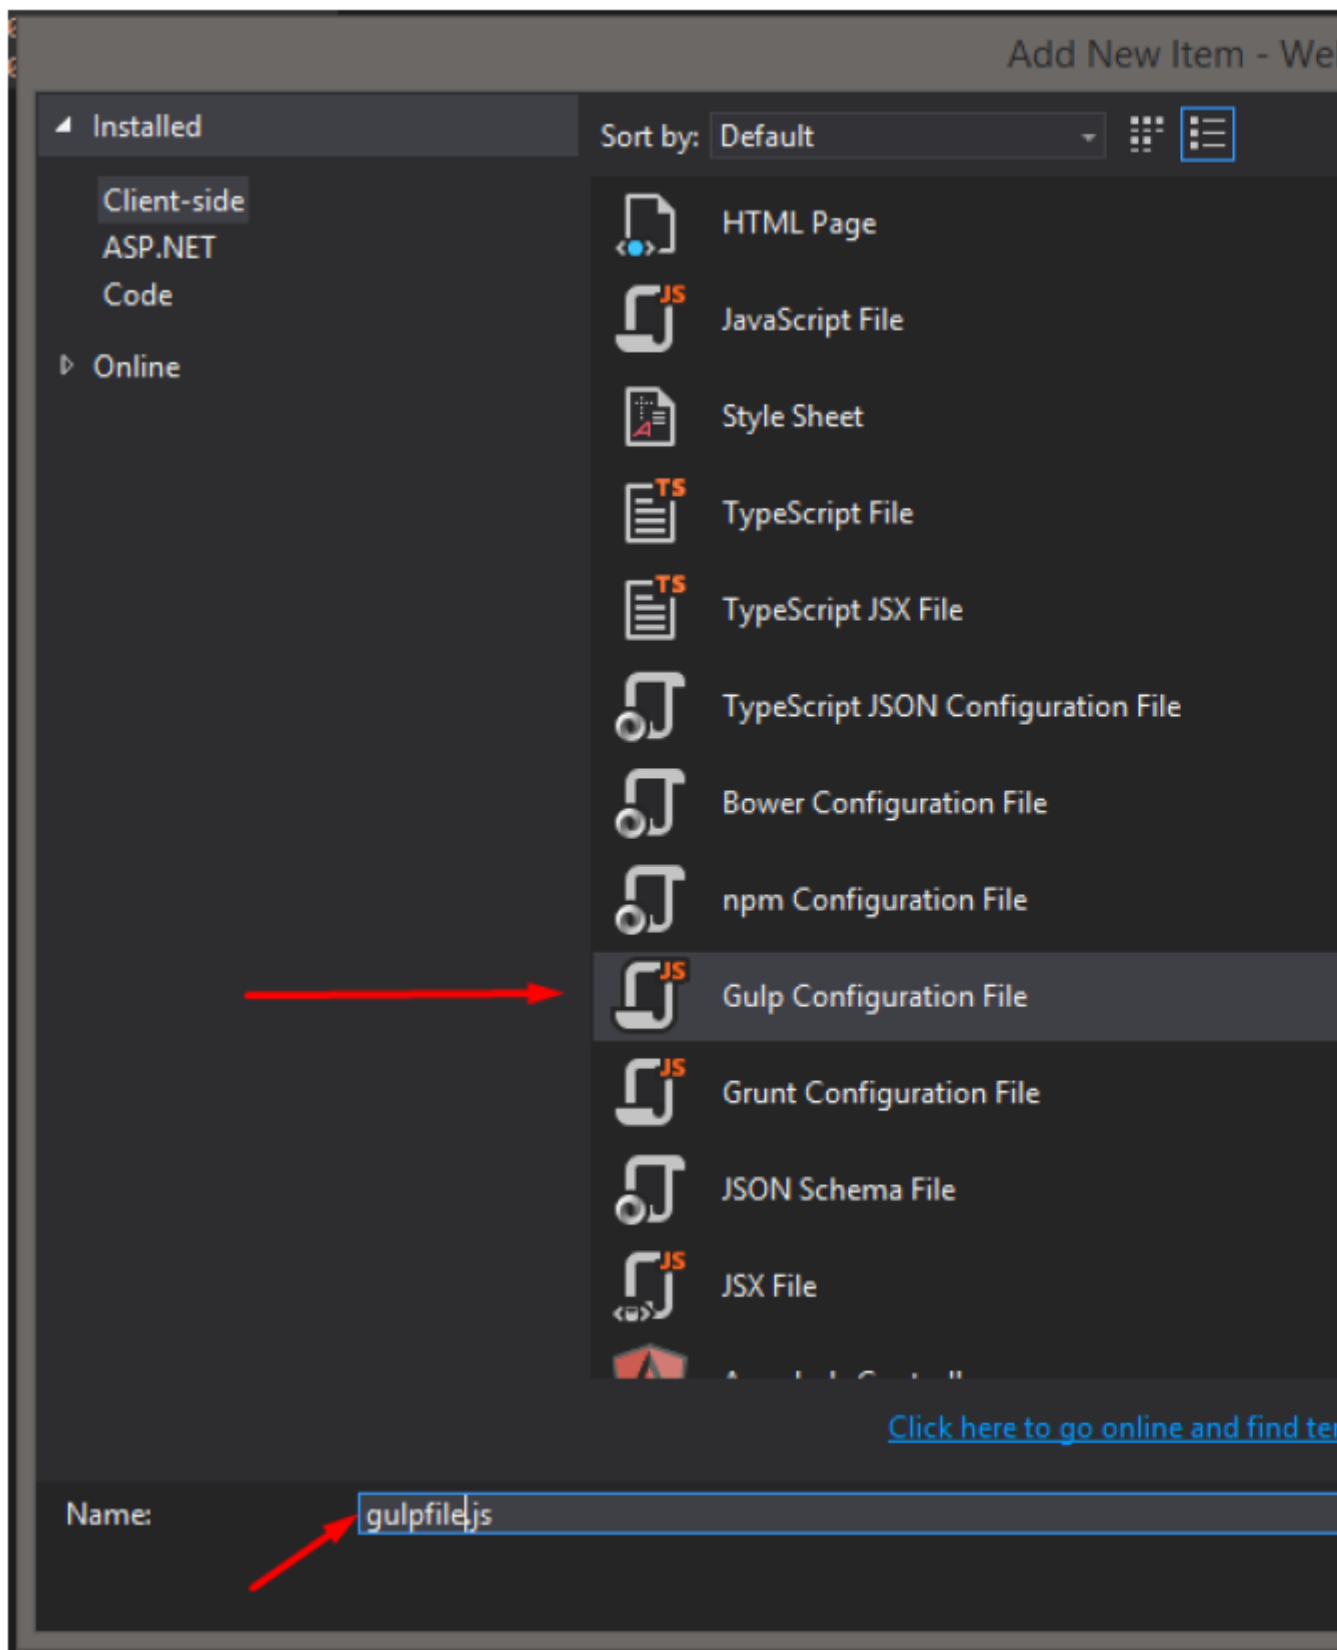 Add New Item - We
Installed
Client-side
ASP.NET
Code
Online
Sort by: Default
HTML Page
JS
JavaScript File
Style Sheet
TS
TypeScript File
TS
TypeScript JSX File
TypeScript JSON Configuration File
Bower Configuration File
npm Configuration File
JS
Gulp Configuration File
JS
Grunt Configuration File
JSON Schema File
JS
JSX File
Click here to go online and find te
Name: gulpfile.js